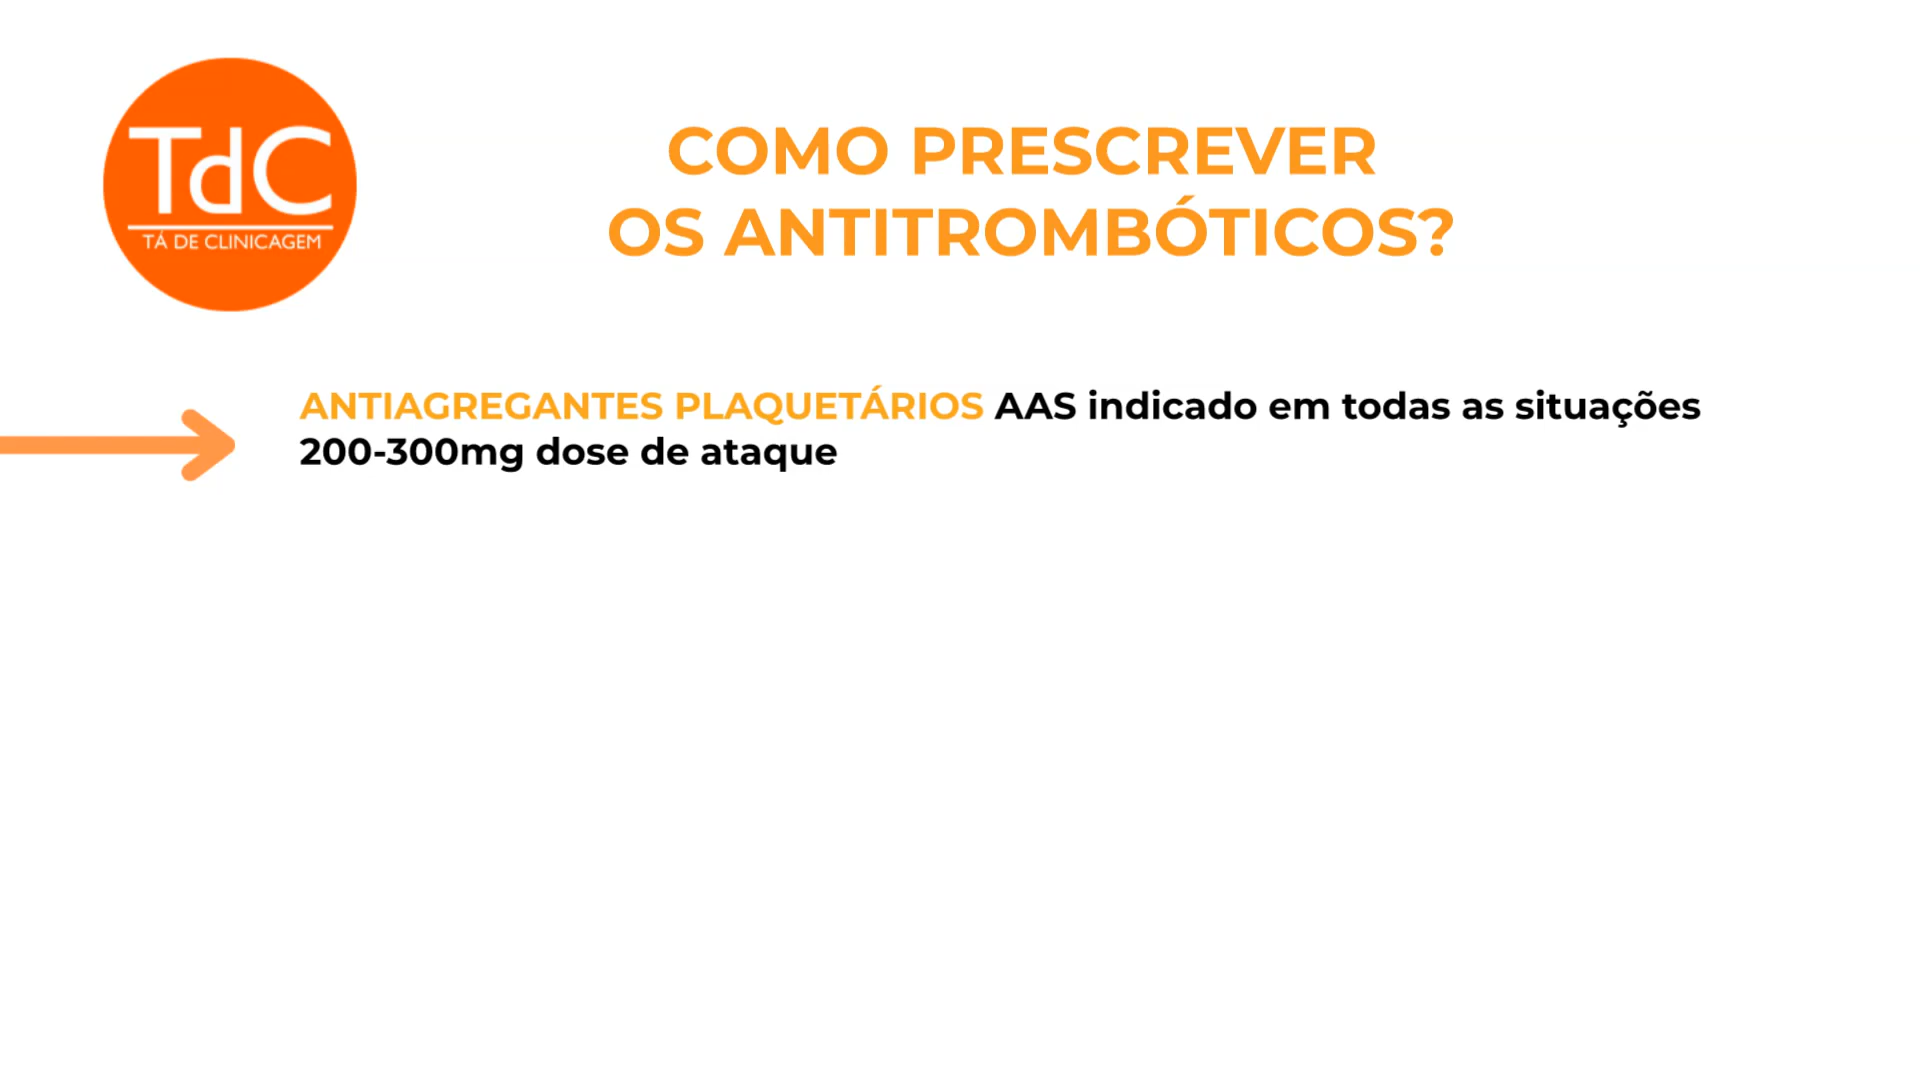 TdC
TÁ DE CLINICAGEM
COMO PRESCREVER
OS ANTITROMBÓTICOS?
ANTIAGREGANTES PLAQUETÁRIOS AAS indicado em todas as situações
200-300mg dose de ataque